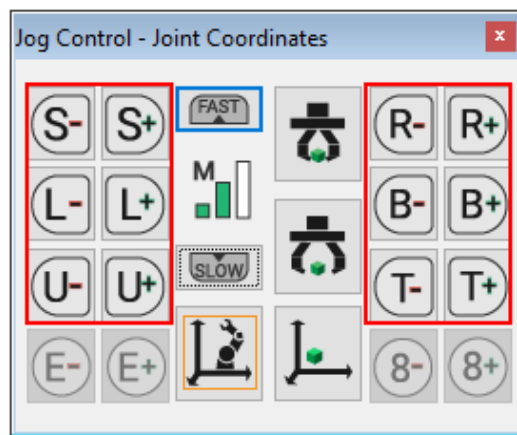 Jog Control - Joint Coordinates x
S- S+ FAST R- R+
L- L+ M B- B+
U- U+ SLOW T- T+
E- E+ 8- 8+